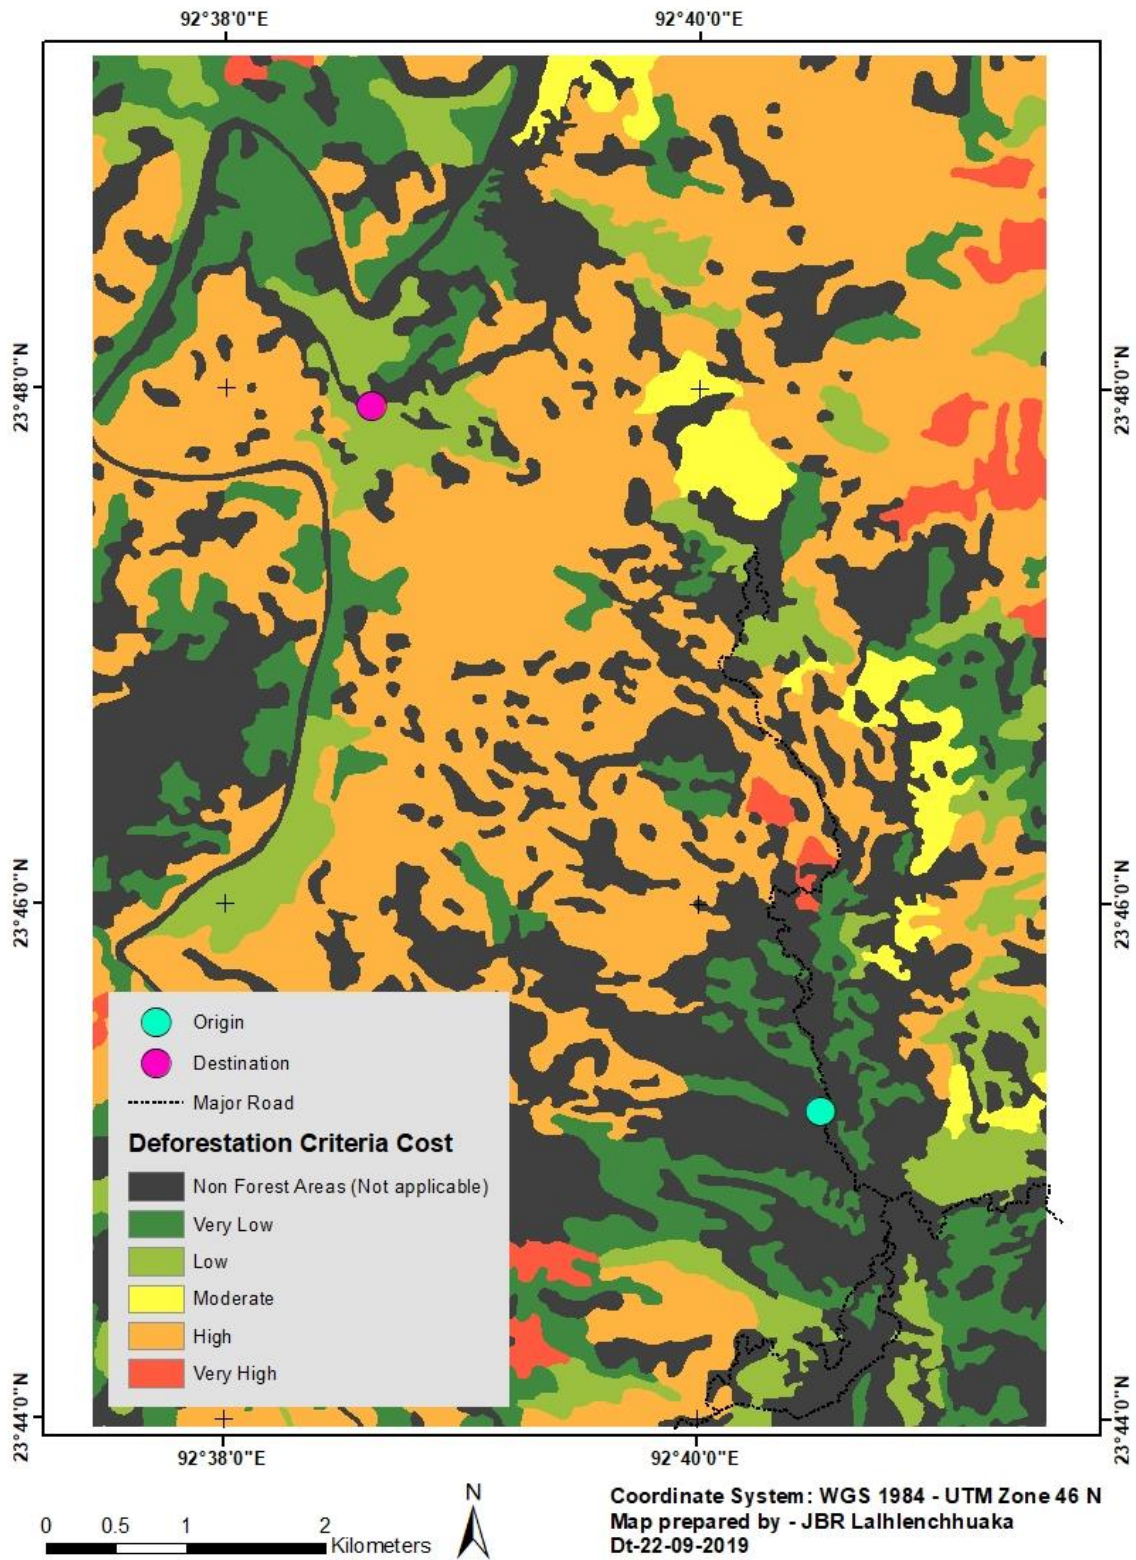 92°38'0"E 92°40'0"E
23°48'0"N 23°48'0"N
23°46'0"N 23°46'0"N
Origin
Destination
Major Road
Deforestation Criteria Cost
Non Forest Areas (Not applicable)
Very Low
Low
Moderate
High
Very High
23°44'0"N 23°44'0"N
92°38'0"E 92°40'0"E
N
0 0.5 1 2
Kilometers
Coordinate System: WGS 1984 - UTM Zone 46 N
Map prepared by - JBR Lalhlenchhuaka
Dt-22-09-2019